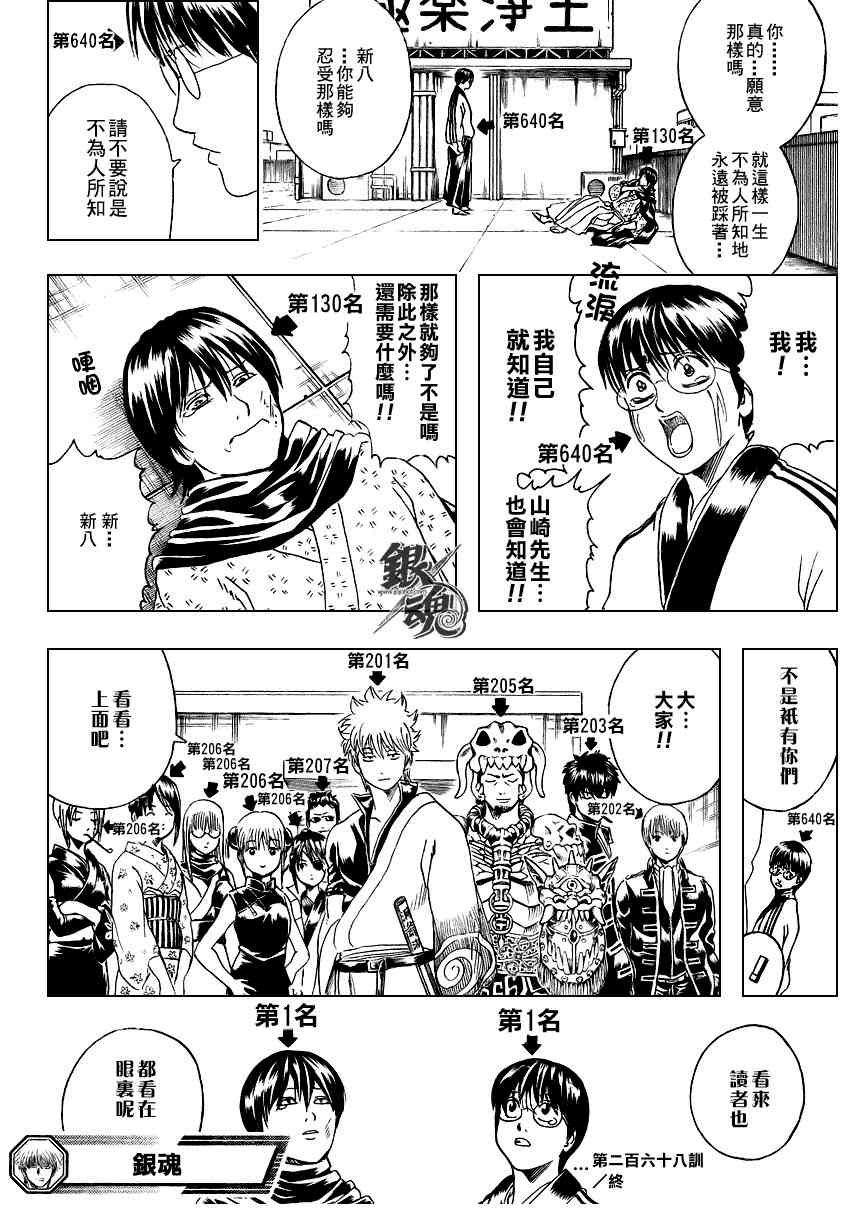 極楽浄土
你……
真的…願意
那樣嗎
就這樣一生
不為人所知地
永遠被踩著…
第130名
第640名
新八
…你能夠
忍受那樣嗎
第640名
請不要說是
不為人所知
我…
我！
流淚
我自己
就知道!!
第640名
山崎先生…
也會知道!!
那樣就夠了不是嗎
除此之外…
還需要什麼嗎!!
第130名
哽咽
新…
新八
銀魂
不是祇有你們
第640名
大…
大家!!
第203名
第202名
第205名
第201名
第207名
第206名
第206名
第206名
第206名
第206名
看看…
上面吧
看來
讀者也
第1名
第1名
都看在
眼裏呢
…第二百六十八訓
／終
銀魂